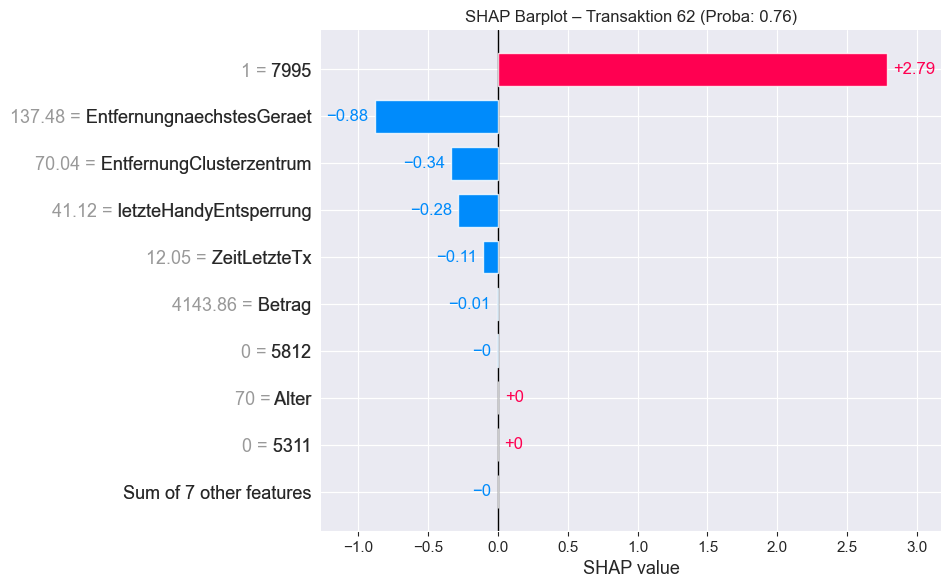 SHAP Barplot – Transaktion 62 (Proba: 0.76)
1 = 7995
+2.79
137.48 = EntfernungnaechstesGeraet
−0.88
70.04 = EntfernungClusterzentrum
−0.34
41.12 = letzteHandyEntsperrung
−0.28
12.05 = ZeitLetzteTx
−0.11
4143.86 = Betrag
−0.01
0 = 5812
−0
70 = Alter
+0
0 = 5311
+0
Sum of 7 other features
−0
−1.0 −0.5 0.0 0.5 1.0 1.5 2.0 2.5 3.0
SHAP value